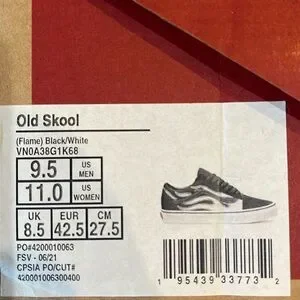 Old Skool
(Flame) Black/White
VN0A38G1K68
9.5 US MEN
11.0 US WOMEN
UK EUR CM
8.5 42.5 27.5
PO#4200010063
FSV - 06/21
CPSIA PO/CUT#
420001006300400
1 95439 33773 2